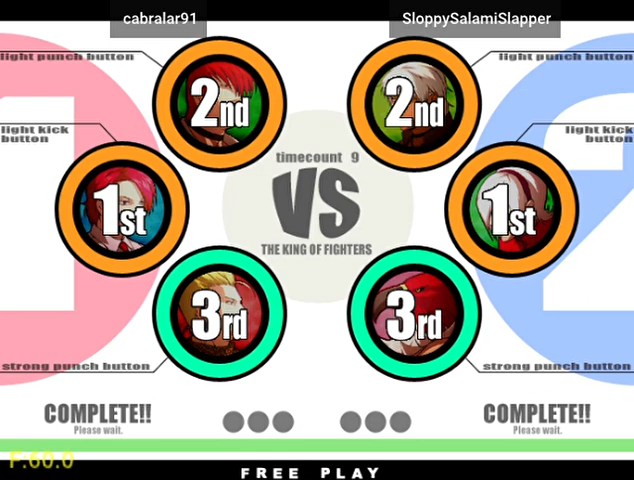 cabralar91
SloppySalamiSlapper
light punch button
light punch button
2nd
2nd
light kick
button
light kick
button
timecount 9
1st
VS
1st
THE KING OF FIGHTERS
3rd
3rd
strong punch button
strong punch button
COMPLETE!!
Please wait.
COMPLETE!!
Please wait.
F:60.0
FREE PLAY